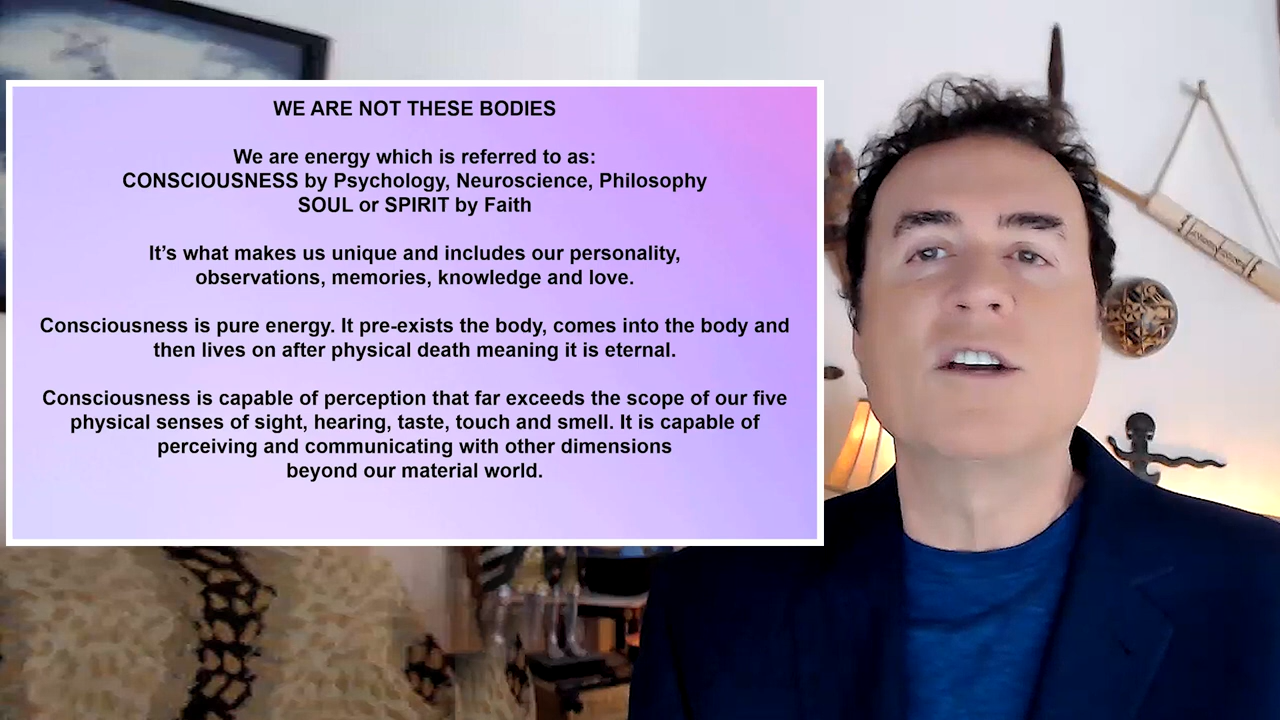 WE ARE NOT THESE BODIES
We are energy which is referred to as:
CONSCIOUSNESS by Psychology, Neuroscience, Philosophy
SOUL or SPIRIT by Faith
It’s what makes us unique and includes our personality,
observations, memories, knowledge and love.
Consciousness is pure energy. It pre-exists the body, comes into the body and
then lives on after physical death meaning it is eternal.
Consciousness is capable of perception that far exceeds the scope of our five
physical senses of sight, hearing, taste, touch and smell. It is capable of
perceiving and communicating with other dimensions
beyond our material world.